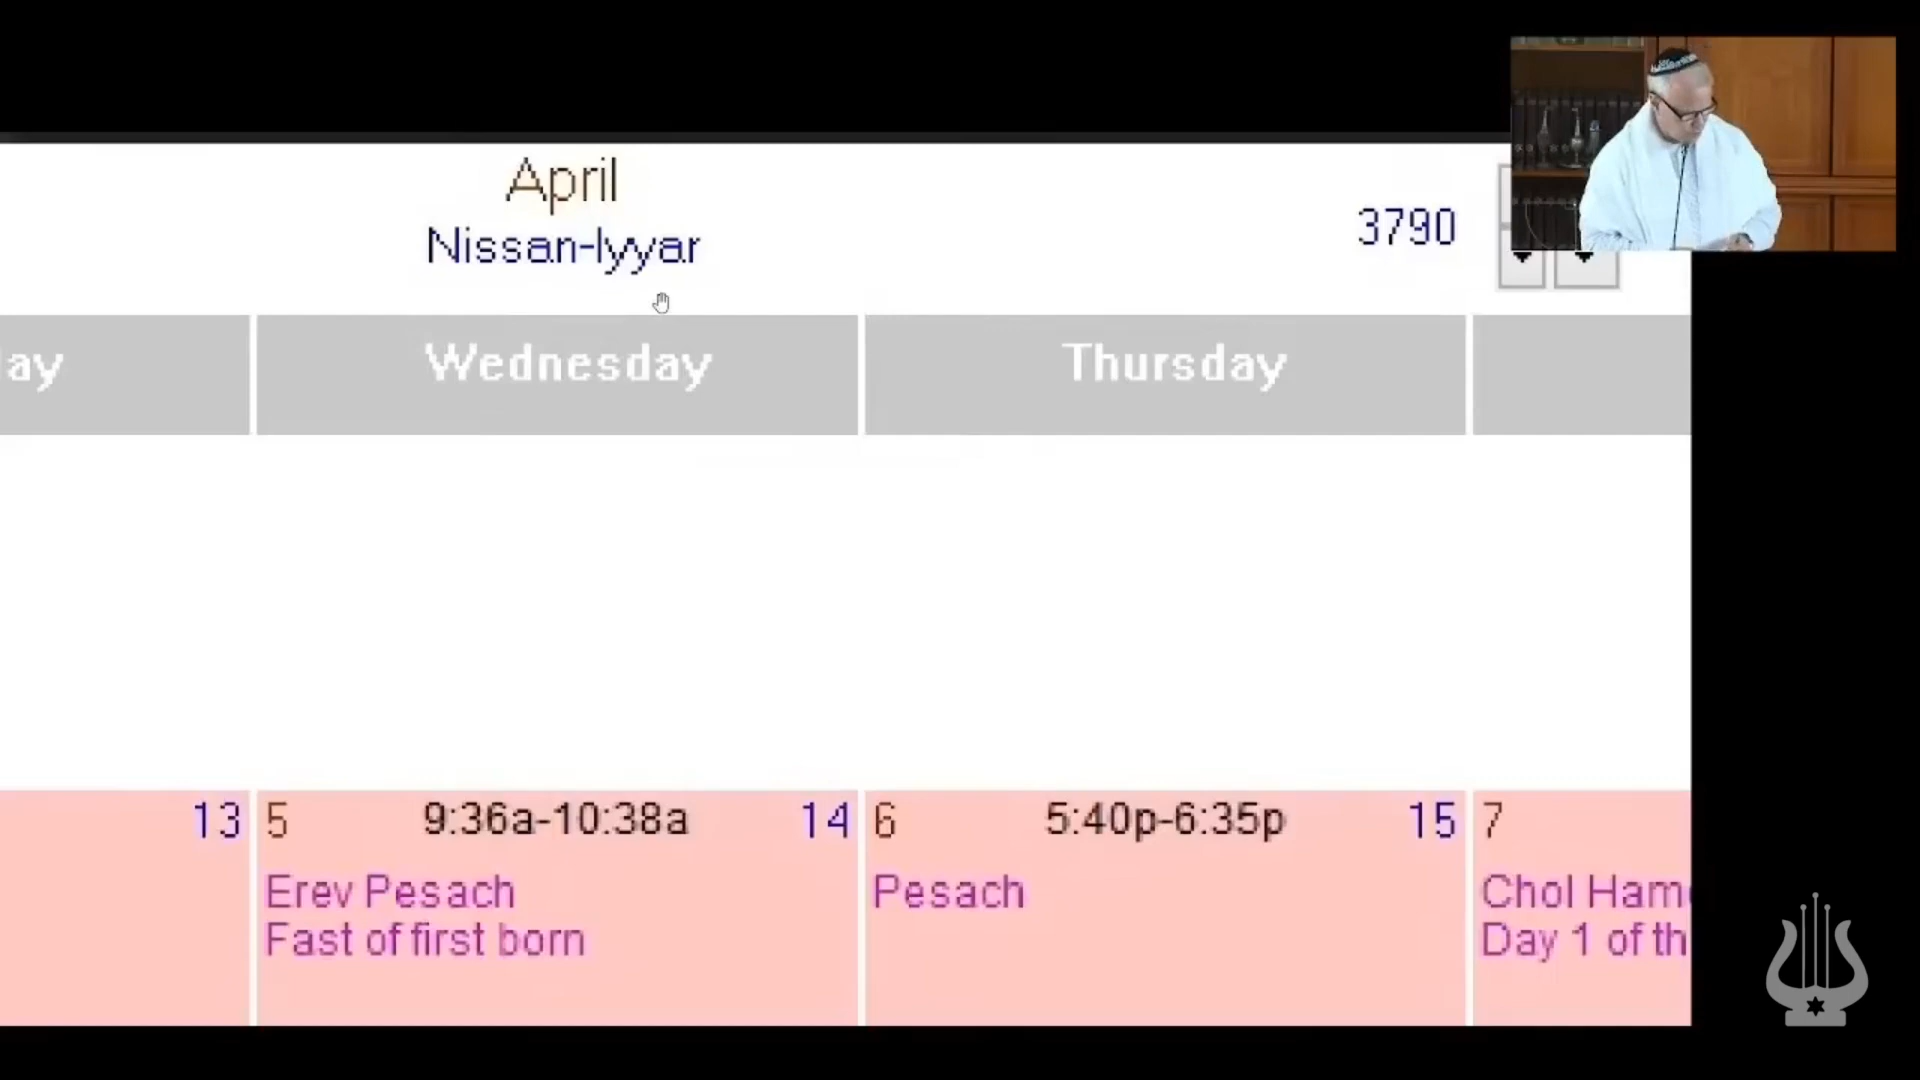 April
Nissan-Iyyar
3790
ay
Wednesday
Thursday
13
5 9:36a-10:38a 14
Erev Pesach
Fast of first born
6 5:40p-6:35p 15
Pesach
7
Chol Ham
Day 1 of th